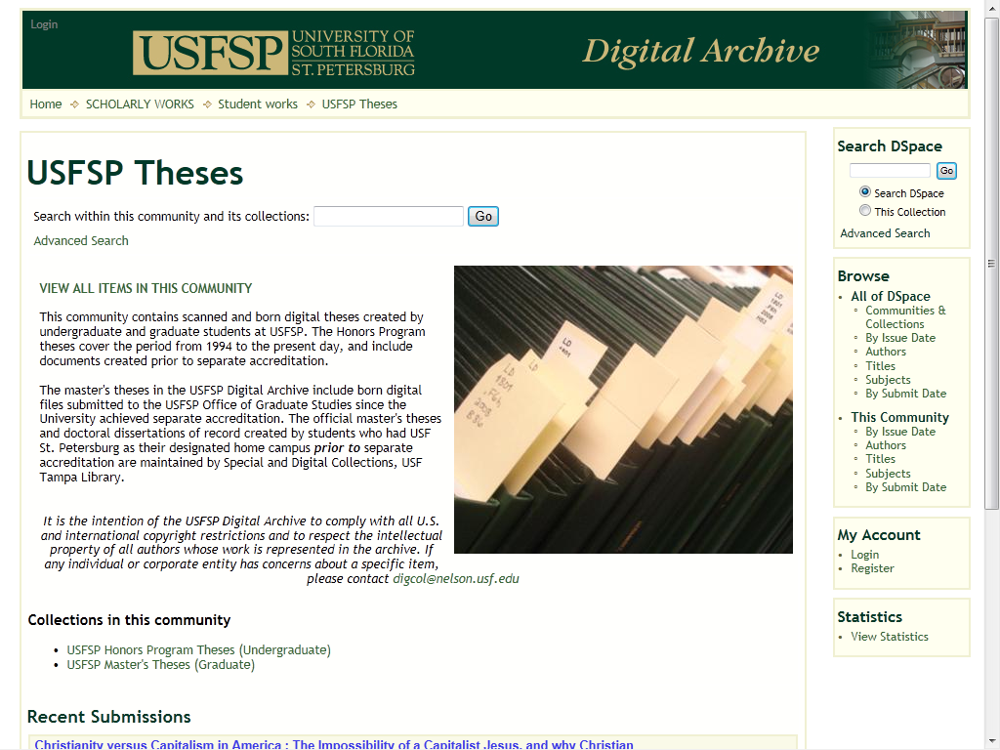 Login
USFSP UNIVERSITY OF
SOUTH FLORIDA
ST. PETERSBURG
Digital Archive
Home SCHOLARLY WORKS Student works USFSP Theses
USFSP Theses
Search within this community and its collections: Go
Advanced Search
VIEW ALL ITEMS IN THIS COMMUNITY
This community contains scanned and born digital theses created by
undergraduate and graduate students at USFSP. The Honors Program
theses cover the period from 1994 to the present day, and include
documents created prior to separate accreditation.
The master's theses in the USFSP Digital Archive include born digital
files submitted to the USFSP Office of Graduate Studies since the
University achieved separate accreditation. The official master's theses
and doctoral dissertations of record created by students who had USF
St. Petersburg as their designated home campus prior to separate
accreditation are maintained by Special and Digital Collections, USF
Tampa Library.
LD
1801
.F6h
2008
LD
LD
1801
LD
1801
.F6h
2008
H63
It is the intention of the USFSP Digital Archive to comply with all U.S.
and international copyright restrictions and to respect the intellectual
property of all authors whose work is represented in the archive. If
any individual or corporate entity has concerns about a specific item,
please contact digcol@nelson.usf.edu
Collections in this community
• USFSP Honors Program Theses (Undergraduate)
• USFSP Master's Theses (Graduate)
Recent Submissions
Christianity versus Capitalism in America : The Impossibility of a Capitalist Jesus, and why Christian
Search DSpace
Go
Search DSpace
This Collection
Advanced Search
Browse
• All of DSpace
Communities &
Collections
By Issue Date
Authors
Titles
Subjects
By Submit Date
• This Community
By Issue Date
Authors
Titles
Subjects
By Submit Date
My Account
• Login
• Register
Statistics
• View Statistics